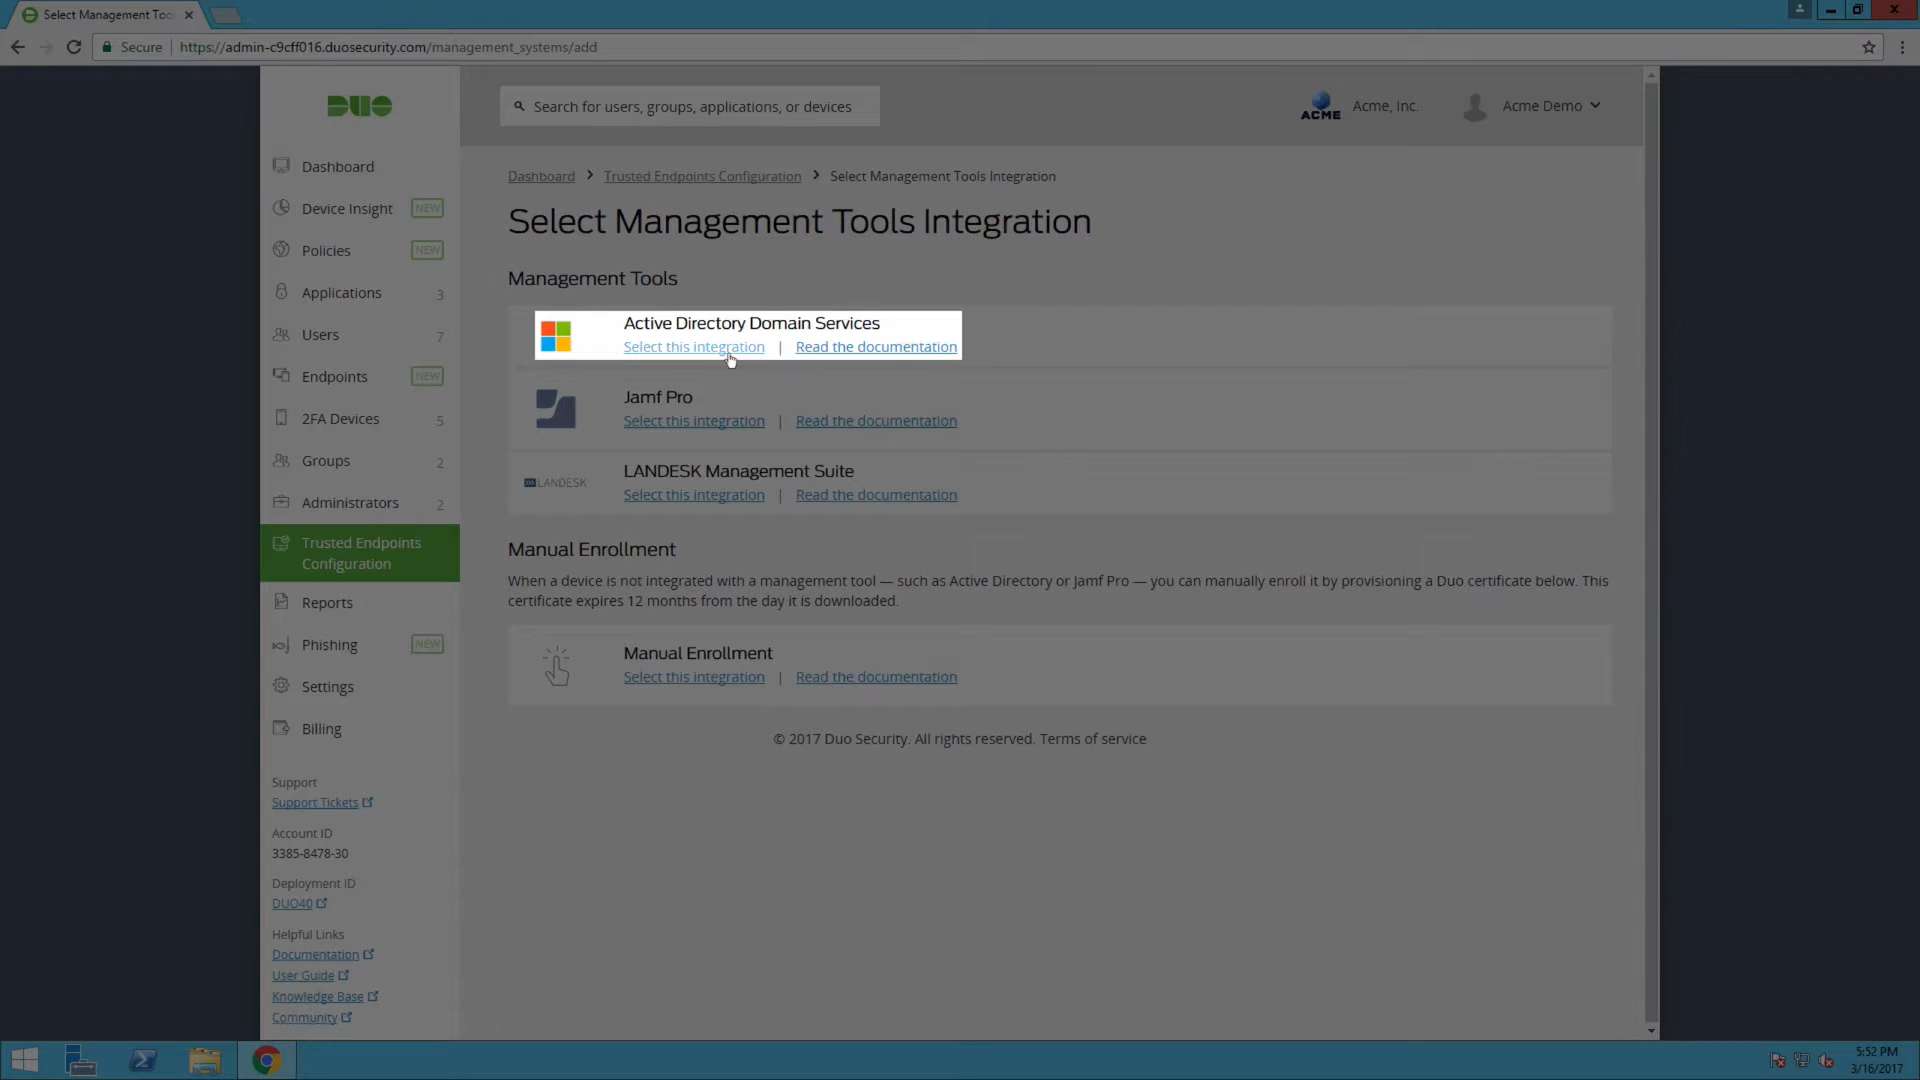 Select Management Too
Secure
https://admin-c9cff016.duosecurity.com/management_systems/add
DUO
Search for users, groups, applications, or devices
ACME
Acme, Inc.
Acme Demo
Dashboard
Device Insight NEW
Policies NEW
Applications 3
Users 7
Endpoints NEW
2FA Devices 5
Groups 2
Administrators 2
Trusted Endpoints
Configuration
Reports
Phishing NEW
Settings
Billing
Support
Support Tickets
Account ID
3385-8478-30
Deployment ID
DUO40
Helpful Links
Documentation
User Guide
Knowledge Base
Community
Dashboard > Trusted Endpoints Configuration > Select Management Tools Integration
Select Management Tools Integration
Management Tools
Active Directory Domain Services
Select this integration | Read the documentation
Jamf Pro
Select this integration | Read the documentation
LANDESK
LANDESK Management Suite
Select this integration | Read the documentation
Manual Enrollment
When a device is not integrated with a management tool — such as Active Directory or Jamf Pro — you can manually enroll it by provisioning a Duo certificate below. This
certificate expires 12 months from the day it is downloaded.
Manual Enrollment
Select this integration | Read the documentation
© 2017 Duo Security. All rights reserved. Terms of service
5:52 PM
3/16/2017